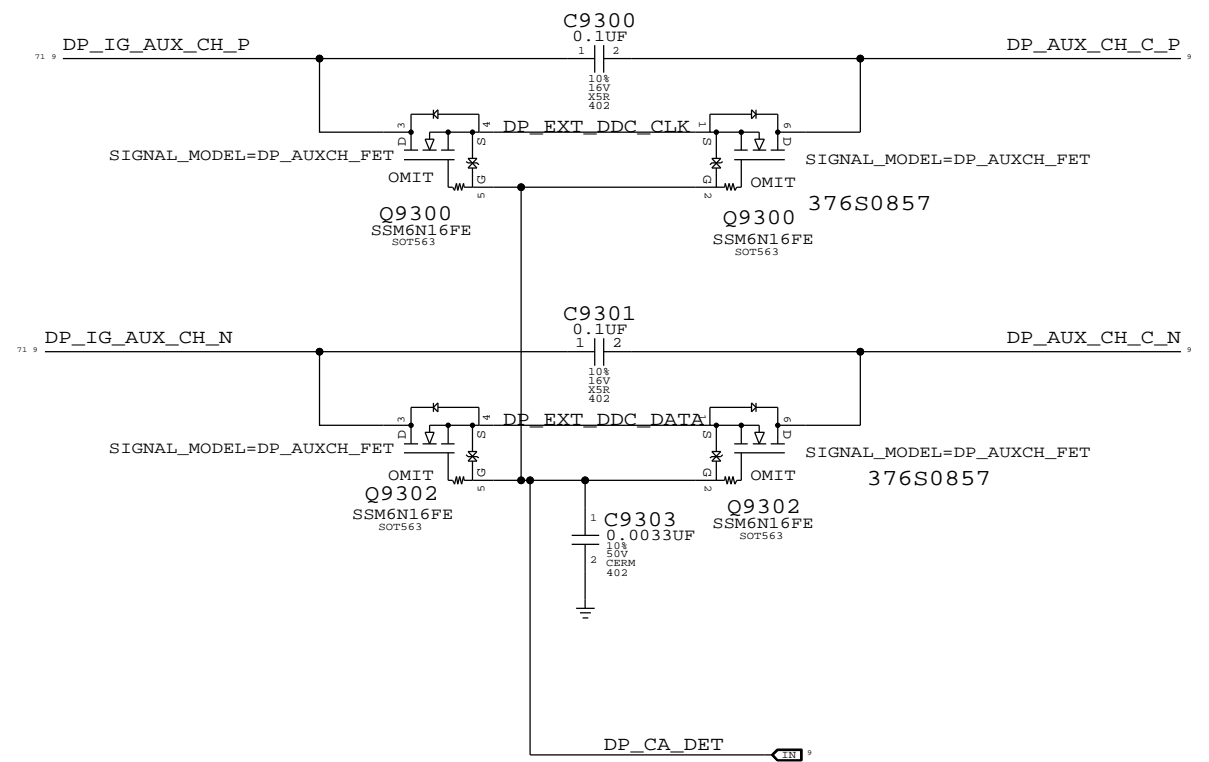 C9300
0.1UF
DP_IG_AUX_CH_P
DP_AUX_CH_C_P
71 9
1
2
9
10%
16V
X5R
402
3
4
DP_EXT_DDC_CLK
1
6
D
S
S
D
SIGNAL_MODEL=DP_AUXCH_FET
SIGNAL_MODEL=DP_AUXCH_FET
OMIT
G
G
OMIT
5
2
376S0857
Q9300
SSM6N16FE
SOT563
Q9300
SSM6N16FE
SOT563
C9301
0.1UF
DP_IG_AUX_CH_N
DP_AUX_CH_C_N
71 9
1
2
9
10%
16V
X5R
402
3
4
DP_EXT_DDC_DATA
1
6
D
S
S
D
SIGNAL_MODEL=DP_AUXCH_FET
SIGNAL_MODEL=DP_AUXCH_FET
OMIT
G
G
OMIT
5
2
376S0857
Q9302
SSM6N16FE
SOT563
Q9302
SSM6N16FE
SOT563
1
C9303
0.0033UF
10%
50V
2
CERM
402
DP_CA_DET
IN
9